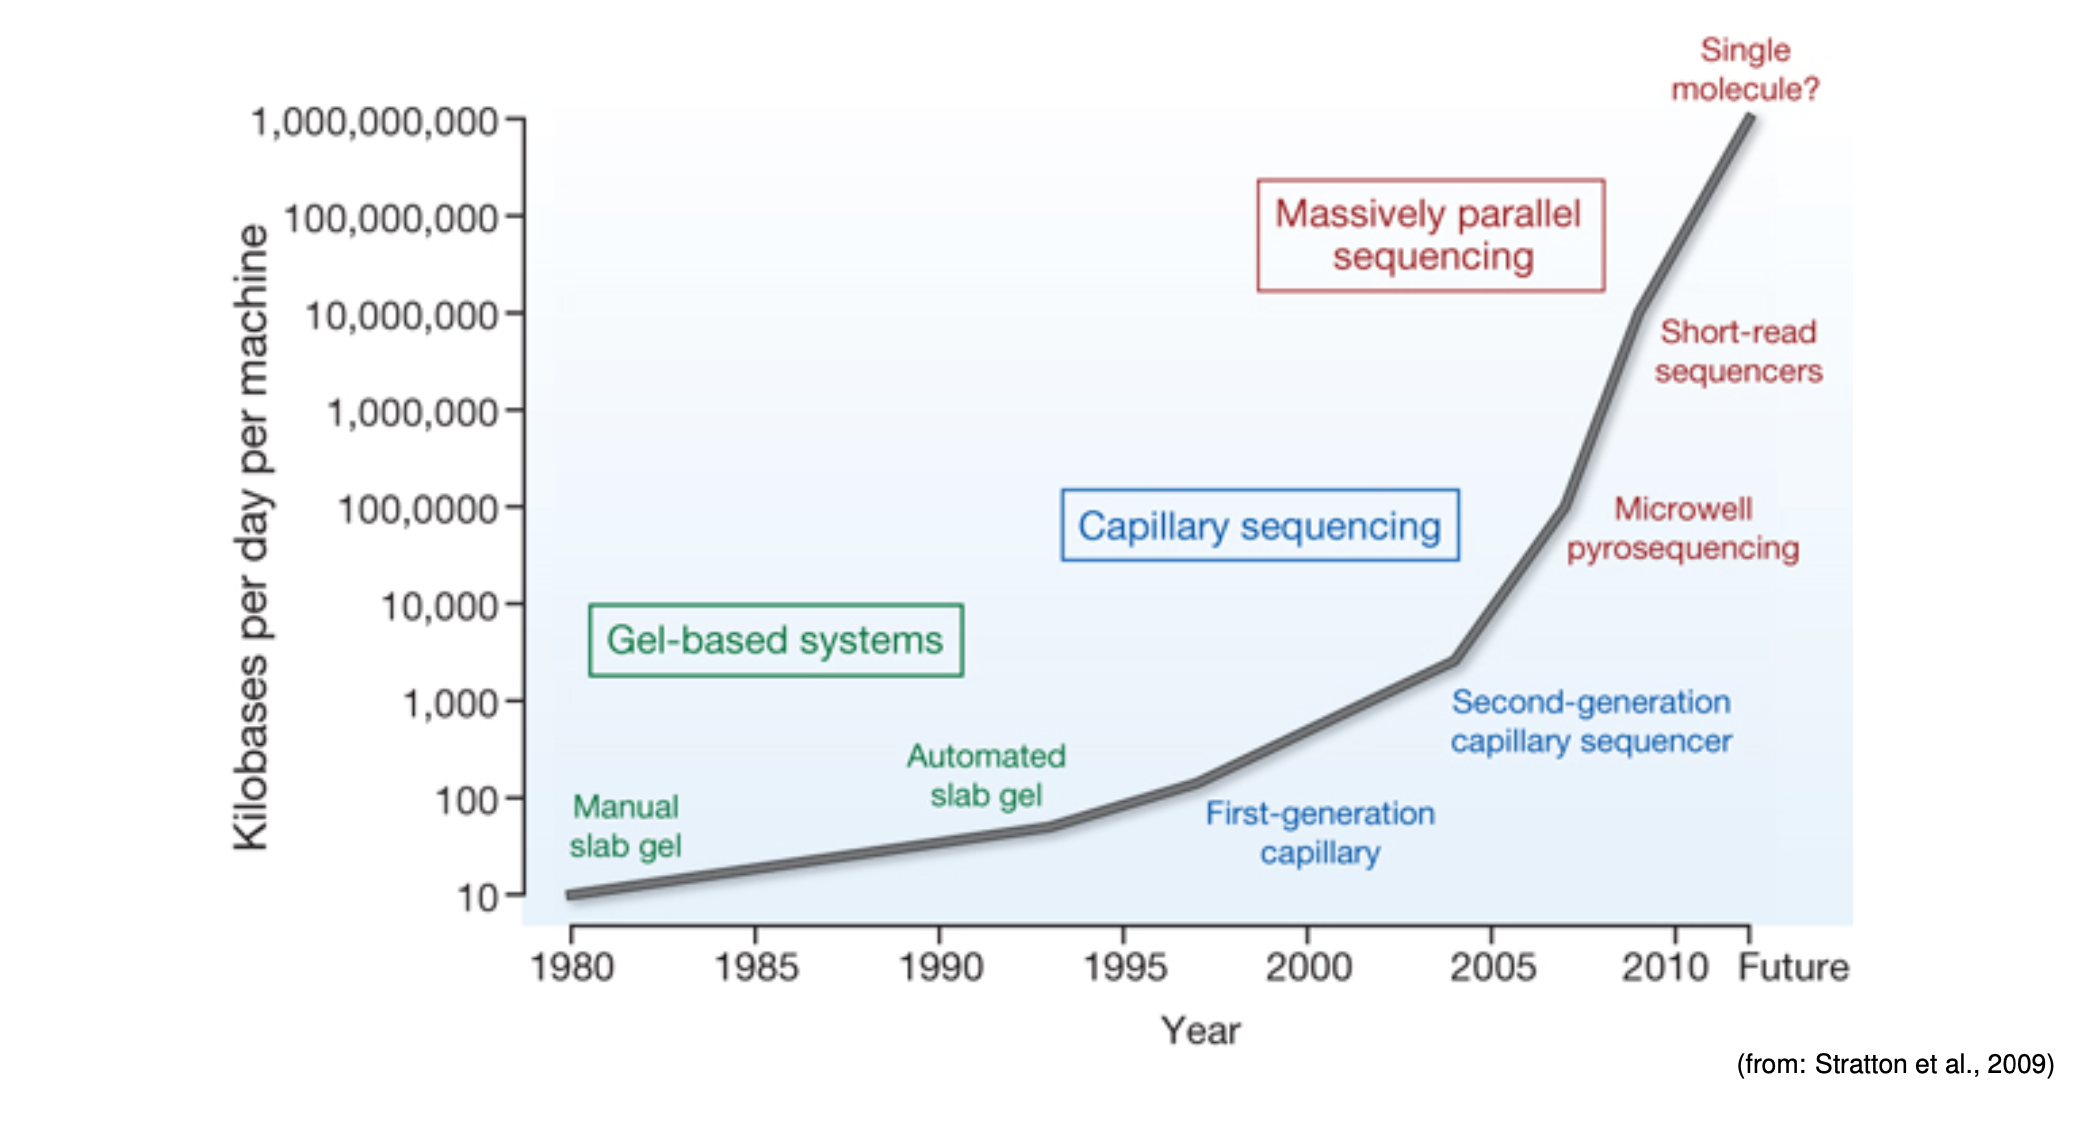 Single
molecule?
1,000,000,000
100,000,000
10,000,000
1,000,000
100,0000
10,000
1,000
100
10
Kilobases per day per machine
Massively parallel
sequencing
Short-read
sequencers
Capillary sequencing
Microwell
pyrosequencing
Gel-based systems
Second-generation
capillary sequencer
Automated
slab gel
Manual
slab gel
First-generation
capillary
1980 1985 1990 1995 2000 2005 2010 Future
Year
(from: Stratton et al., 2009)